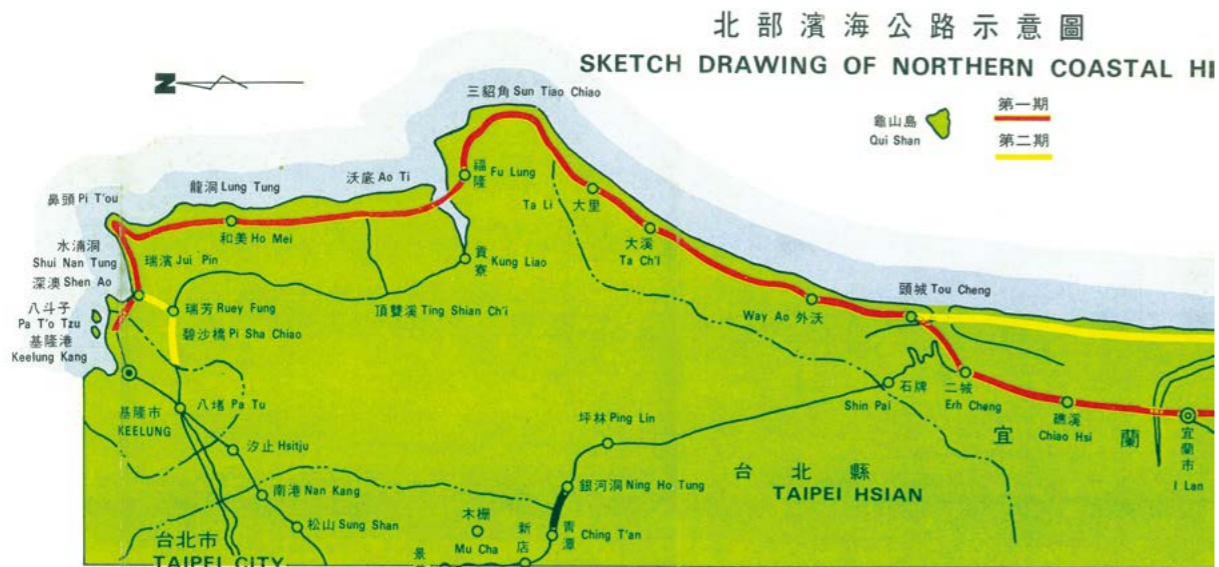 北部濱海公路示意圖
SKETCH DRAWING OF NORTHERN COASTAL HI
N
三貂角 Sun Tiao Chiao
龜山島
Qui Shan
第一期
第二期
鼻頭 Pi T'ou
龍洞 Lung Tung
沃底 Ao Ti
福隆 Fu Lung
Ta Li 大里
水湳洞
Shui Nan Tung
瑞濱 Jui Pin
和美 Ho Mei
貢寮 Kung Liao
大溪
Ta Ch'I
深澳 Shen Ao
八斗子
Pa T'o Tzu
瑞芳 Ruey Fung
頂雙溪 Ting Shian Ch'i
頭城 Tou Cheng
Way Ao 外沃
基隆港
Keelung Kang
碧沙橋 Pi Sha Chiao
基隆市
KEELUNG
八堵 Pa Tu
石牌
Shin Pai
二城
Erh Cheng
礁溪
Chiao Hsi
宜蘭市
I Lan
宜蘭
汐止 Hsitju
坪林 Ping Lin
台北縣
TAIPEI HSIAN
南港 Nan Kang
銀河洞 Ning Ho Tung
松山 Sung Shan
木柵
Mu Cha
新店
青潭 Ching T'an
景
台北市
TAIPEI CITY